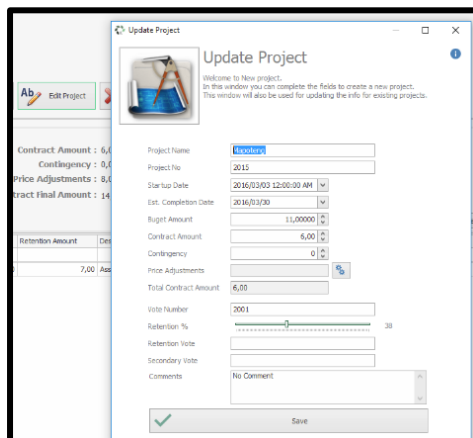 Update Project
Update Project
Welcome to New project.
In this window you can complete the fields to create a new project.
This window will also be used for updating the info for existing projects.
Ab Edit Project
Contract Amount : 6,0
Contingency : 0,0
Price Adjustments : 8,0
tract Final Amount : 14
Retention Amount Des
7,00 Ass
Project Name Mapoteng
Project No 2015
Startup Date 2016/03/03 12:00:00 AM
Est. Completion Date 2016/03/30
Buget Amount 11,00000
Contract Amount 6,00
Contingency 0
Price Adjustments
Total Contract Amount 6,00
Vote Number 2001
Retention % 38
Retention Vote
Secondary Vote
Comments No Comment
Save